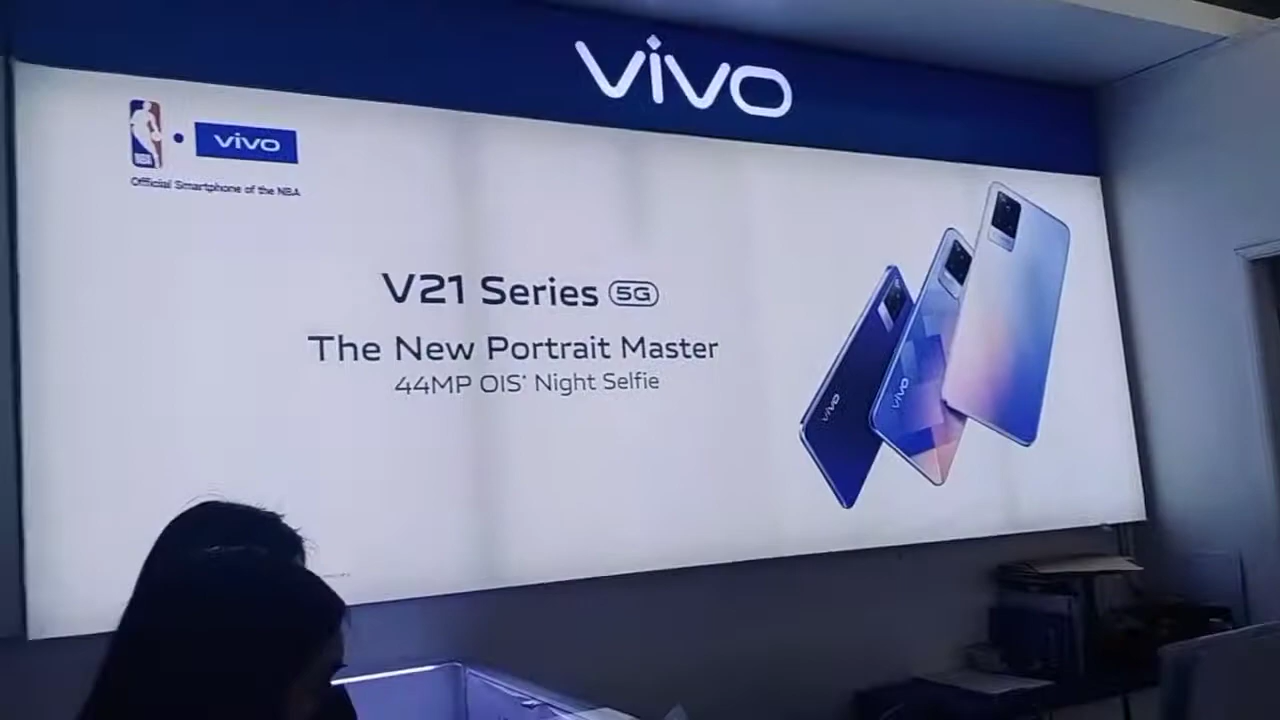 vivo
NBA
vivo
Official Smartphone of the NBA
V21 Series 5G
The New Portrait Master
44MP OIS* Night Selfie
vivo
vivo